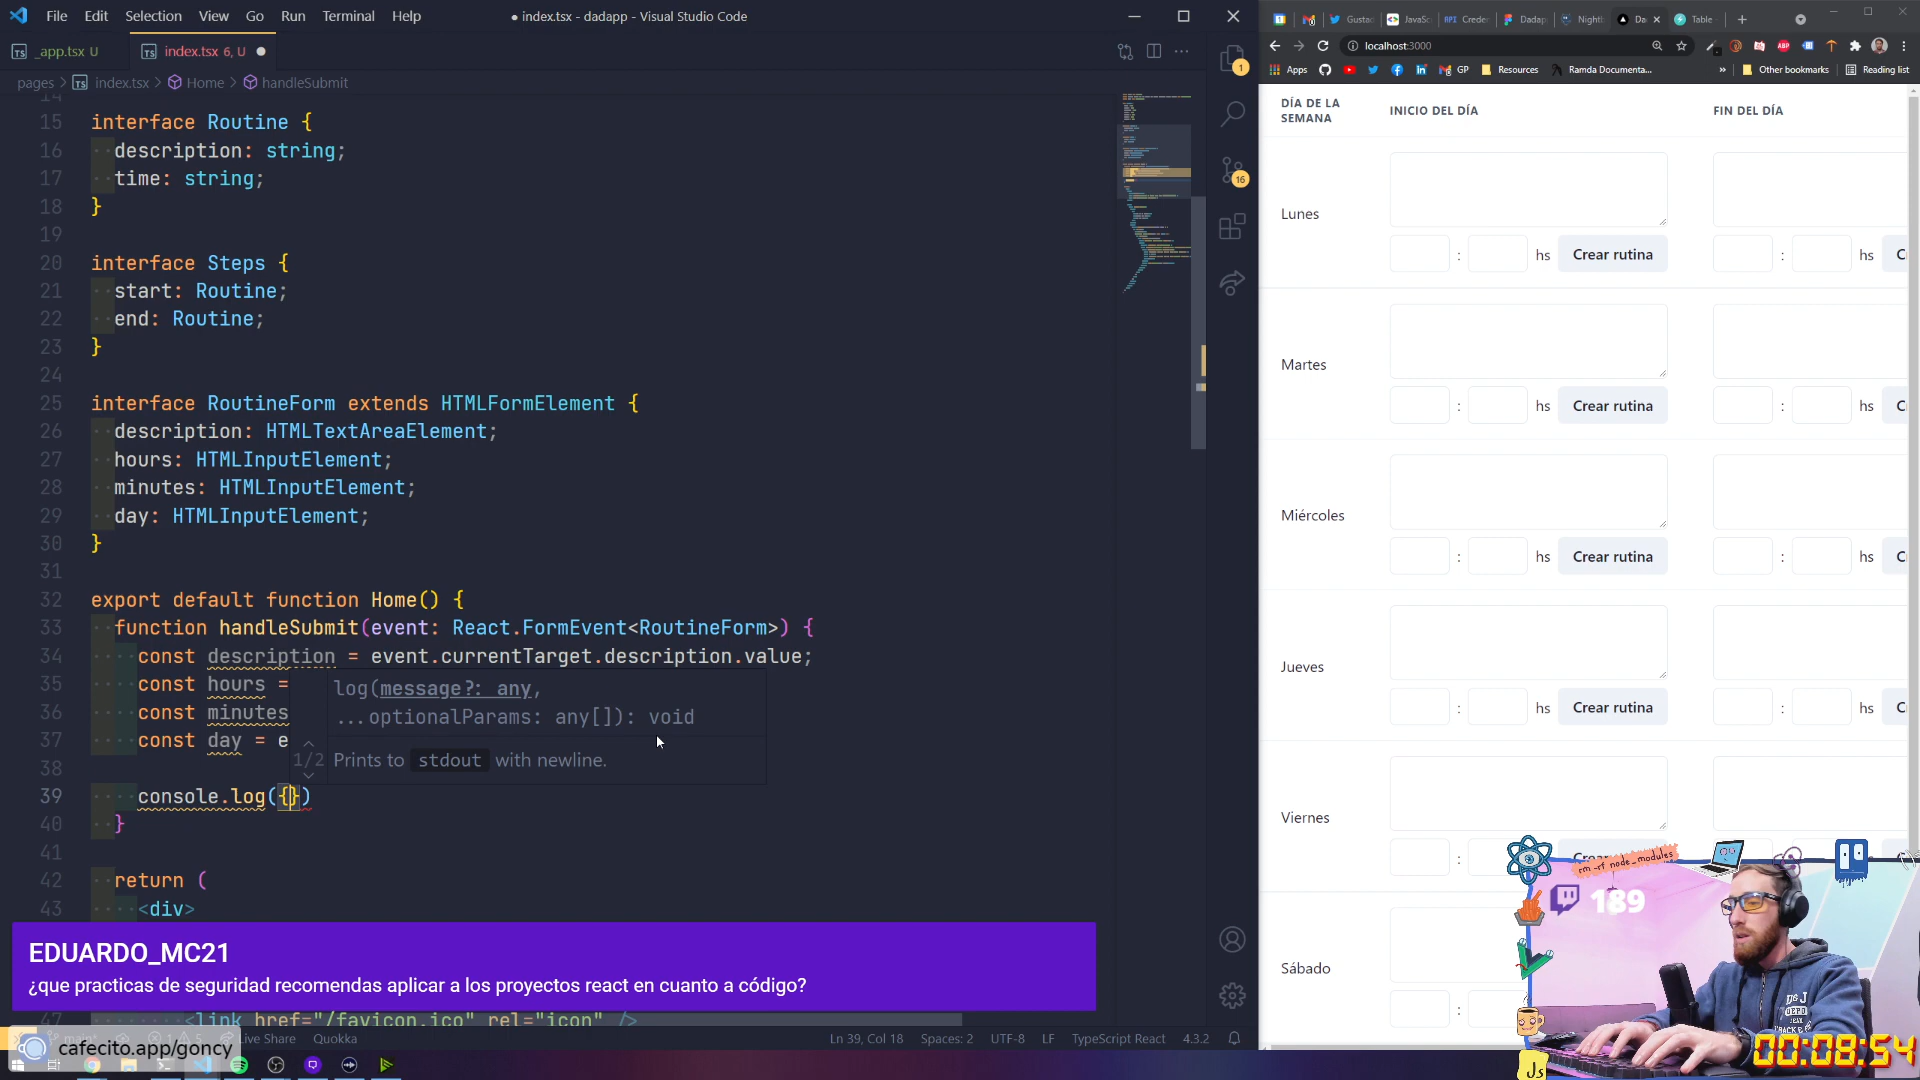 File Edit Selection View Go Run Terminal Help
● index.tsx - dadapp - Visual Studio Code
_app.tsx U
index.tsx 6, U ●
pages > index.tsx > Home > handleSubmit
15 interface Routine {
16 description: string;
17 time: string;
18 }
19
20 interface Steps {
21 start: Routine;
22 end: Routine;
23 }
24
25 interface RoutineForm extends HTMLFormElement {
26 description: HTMLTextAreaElement;
27 hours: HTMLInputElement;
28 minutes: HTMLInputElement;
29 day: HTMLInputElement;
30 }
31
32 export default function Home() {
33 function handleSubmit(event: React.FormEvent<RoutineForm>) {
34 const description = event.currentTarget.description.value;
35 const hours =
36 const minutes
37 const day = e
log(message?: any,
...optionalParams: any[]): void
1/2 Prints to stdout with newline.
38
39 console.log({})
40 }
41
42 return (
43 <div>
47 <link href="/favicon.ico" rel="icon" />
EDUARDO_MC21
¿que practicas de seguridad recomendas aplicar a los proyectos react en cuanto a código?
cafecito.app/goncy
Live Share Quokka
Ln 39, Col 18 Spaces: 2 UTF-8 LF TypeScript React 4.3.2
1
16
localhost:3000
Apps GP Resources Ramda Documenta... » Other bookmarks Reading list
DÍA DE LA SEMANA INICIO DEL DÍA FIN DEL DÍA
Lunes
: hs Crear rutina : hs
Martes
: hs Crear rutina : hs
Miércoles
: hs Crear rutina : hs
Jueves
: hs Crear rutina : hs
Viernes
:
Sábado
:
rm -rf node_modules
189
Js
00:08:54